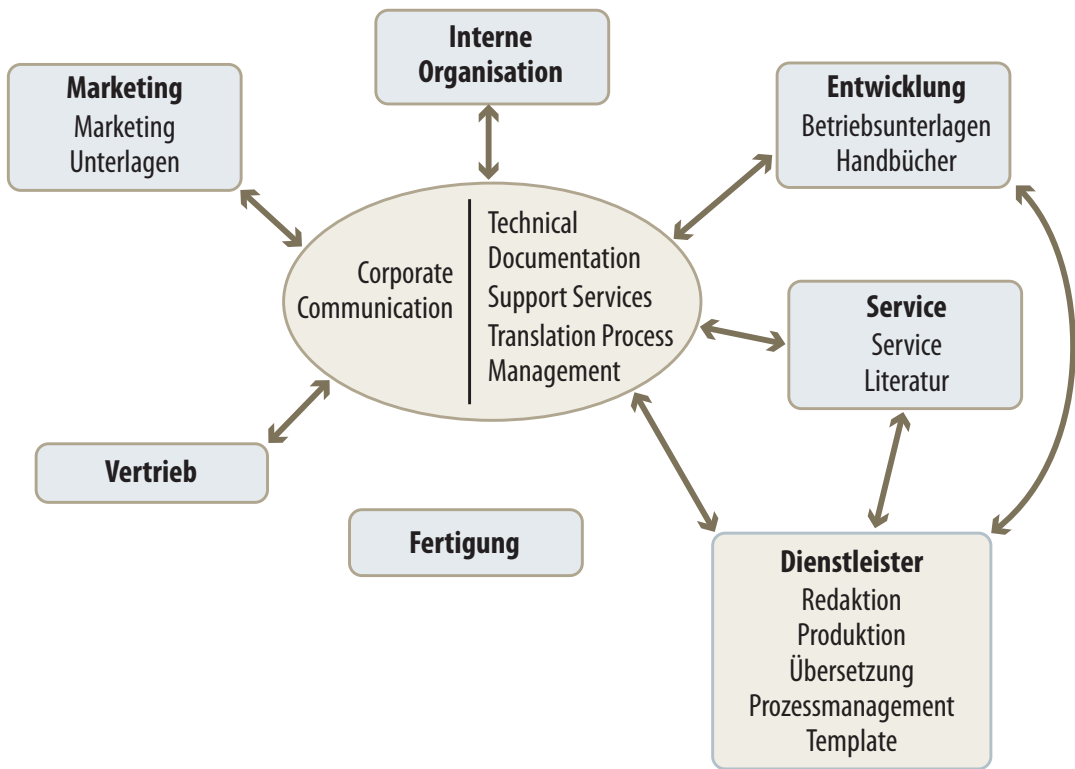 Interne
Organisation
Marketing
Marketing
Unterlagen
Entwicklung
Betriebsunterlagen
Handbücher
Corporate
Communication
Technical
Documentation
Support Services
Translation Process
Management
Service
Service
Literatur
Vertrieb
Fertigung
Dienstleister
Redaktion
Produktion
Übersetzung
Prozessmanagement
Template